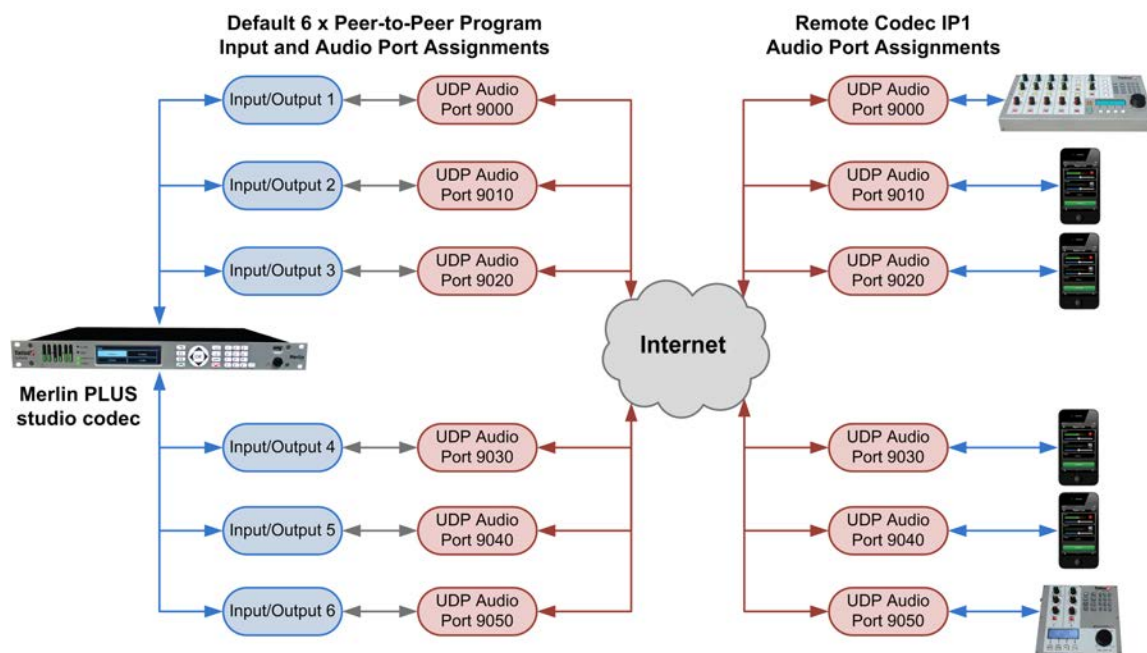 Default 6 x Peer-to-Peer Program
Input and Audio Port Assignments
Remote Codec IP1
Audio Port Assignments
Input/Output 1
UDP Audio
Port 9000
UDP Audio
Port 9000
Input/Output 2
UDP Audio
Port 9010
UDP Audio
Port 9010
Input/Output 3
UDP Audio
Port 9020
UDP Audio
Port 9020
Internet
Merlin PLUS
studio codec
Input/Output 4
UDP Audio
Port 9030
UDP Audio
Port 9030
Input/Output 5
UDP Audio
Port 9040
UDP Audio
Port 9040
Input/Output 6
UDP Audio
Port 9050
UDP Audio
Port 9050